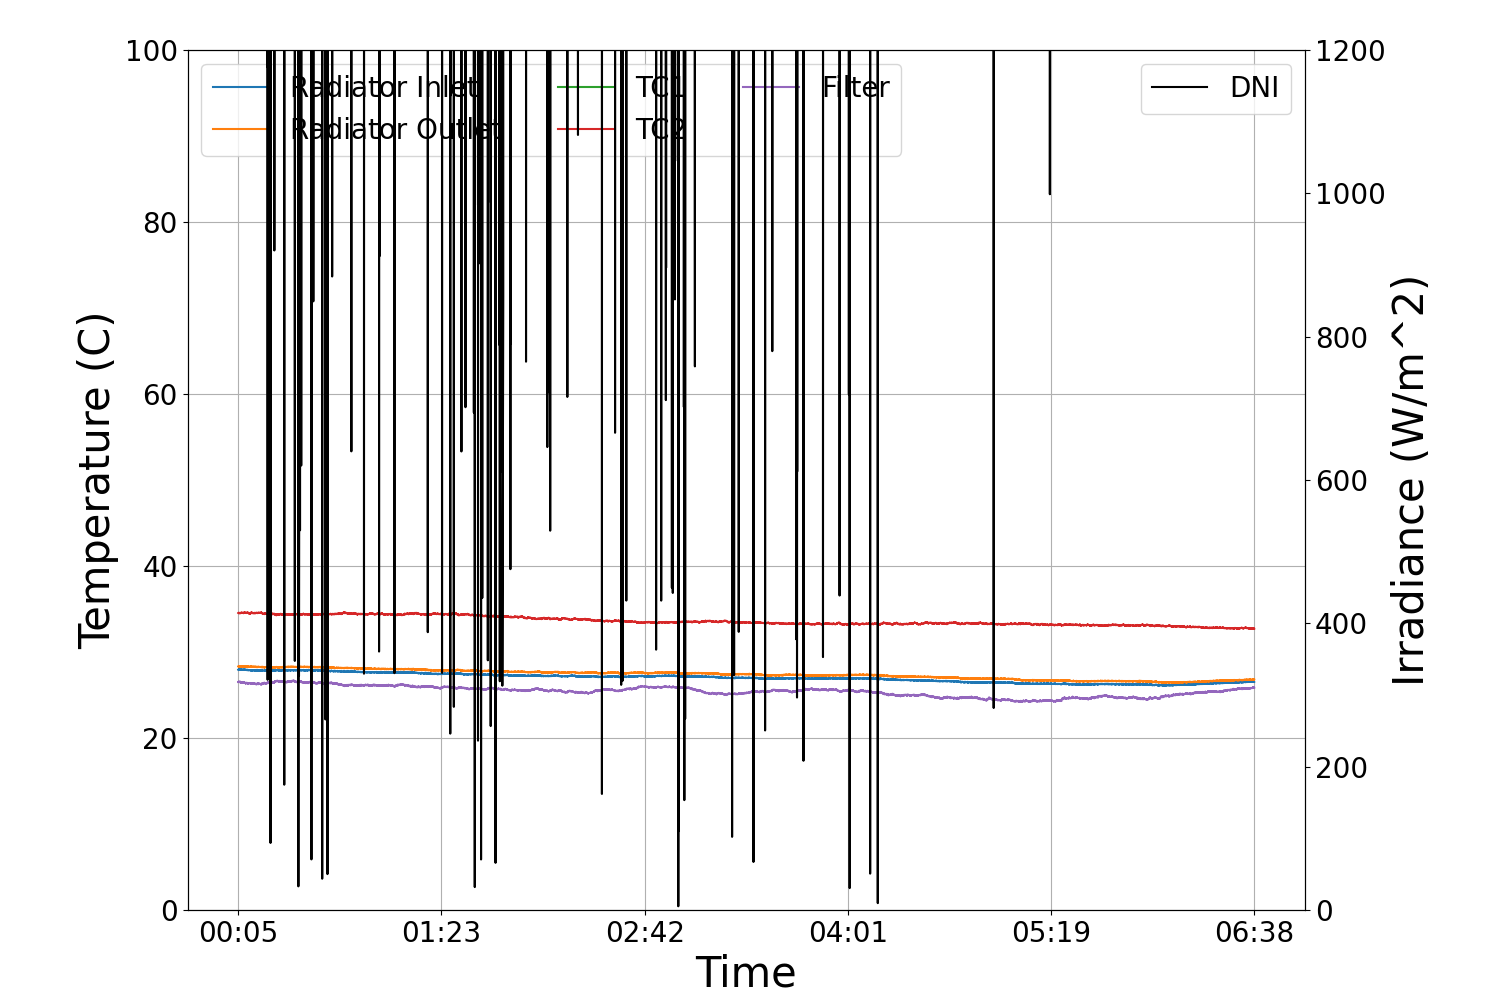 100
80
60
40
20
0
Temperature (C)
Radiator Inlet
Radiator Outlet
TC1
TC2
Filter
DNI
1200
1000
800
600
400
200
0
Irradiance (W/m^2)
00:05 01:23 02:42 04:01 05:19 06:38
Time